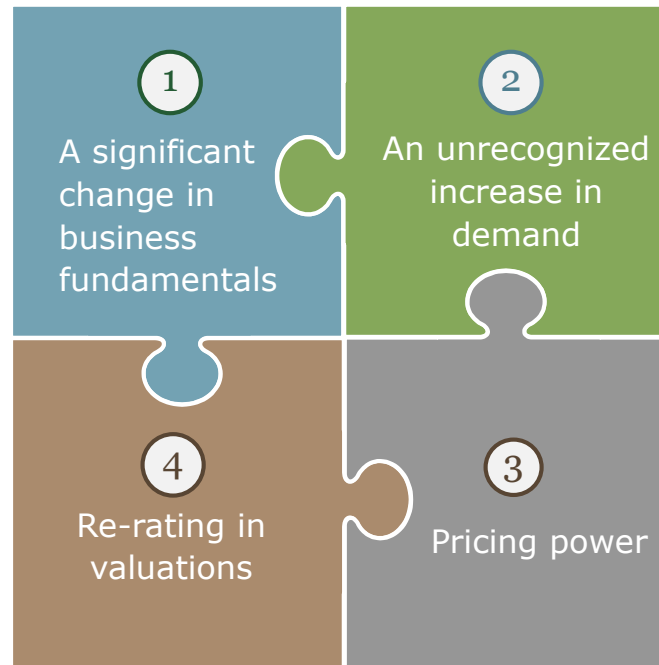 1
A significant
change in
business
fundamentals
2
An unrecognized
increase in
demand
3
Pricing power
4
Re-rating in
valuations